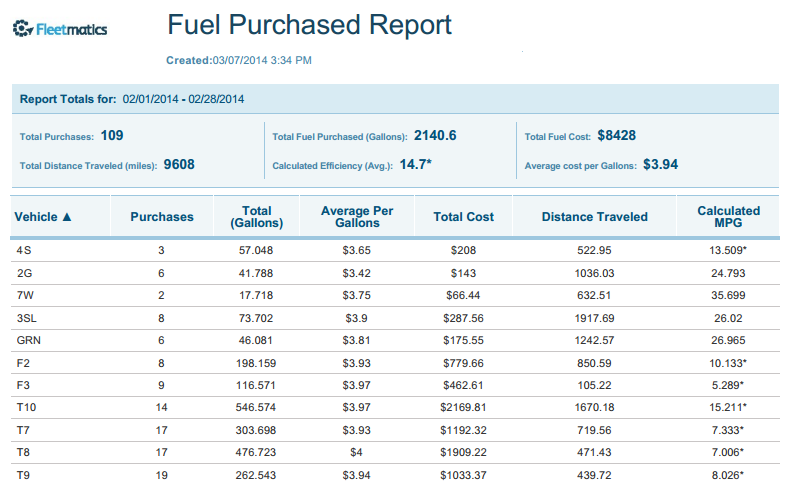 Fleetmatics
Fuel Purchased Report
Created:03/07/2014 3:34 PM
Report Totals for: 02/01/2014 - 02/28/2014
Total Purchases: 109 Total Fuel Purchased (Gallons): 2140.6 Total Fuel Cost: $8428
Total Distance Traveled (miles): 9608 Calculated Efficiency (Avg.): 14.7* Average cost per Gallons: $3.94
Vehicle ▲ Purchases Total (Gallons) Average Per Gallons Total Cost Distance Traveled Calculated MPG
4S 3 57.048 $3.65 $208 522.95 13.509*
2G 6 41.788 $3.42 $143 1036.03 24.793
7W 2 17.718 $3.75 $66.44 632.51 35.699
3SL 8 73.702 $3.9 $287.56 1917.69 26.02
GRN 6 46.081 $3.81 $175.55 1242.57 26.965
F2 8 198.159 $3.93 $779.66 850.59 10.133*
F3 9 116.571 $3.97 $462.61 105.22 5.289*
T10 14 546.574 $3.97 $2169.81 1670.18 15.211*
T7 17 303.698 $3.93 $1192.32 719.56 7.333*
T8 17 476.723 $4 $1909.22 471.43 7.006*
T9 19 262.543 $3.94 $1033.37 439.72 8.026*